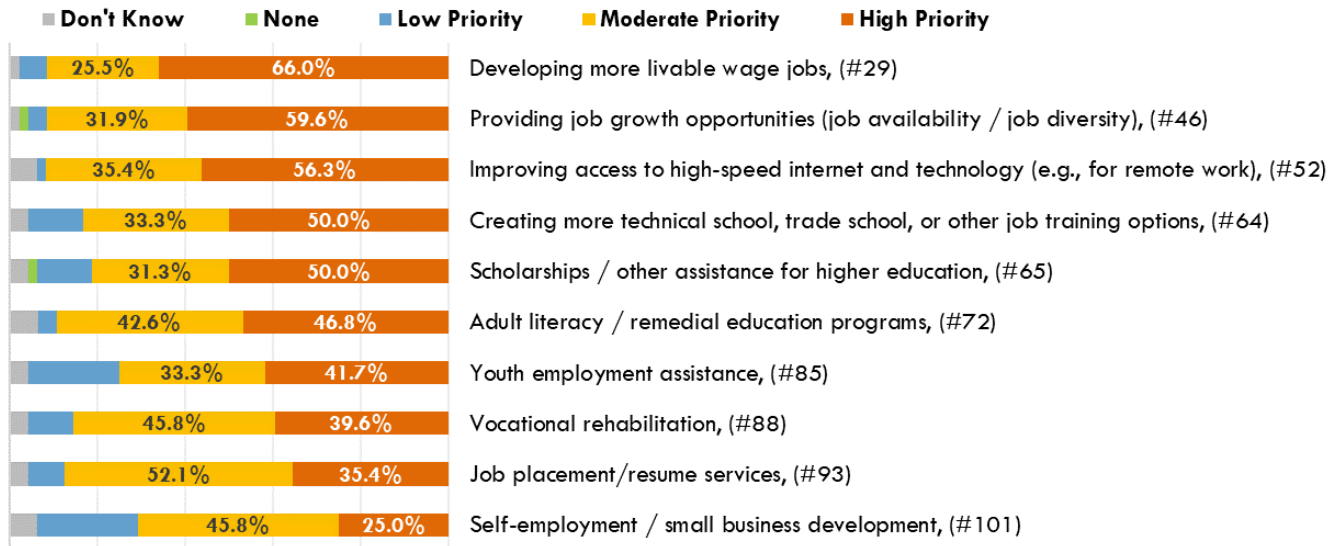 Don't Know None Low Priority Moderate Priority High Priority
25.5% 66.0% Developing more livable wage jobs, (#29)
31.9% 59.6% Providing job growth opportunities (job availability / job diversity), (#46)
35.4% 56.3% Improving access to high-speed internet and technology (e.g., for remote work), (#52)
33.3% 50.0% Creating more technical school, trade school, or other job training options, (#64)
31.3% 50.0% Scholarships / other assistance for higher education, (#65)
42.6% 46.8% Adult literacy / remedial education programs, (#72)
33.3% 41.7% Youth employment assistance, (#85)
45.8% 39.6% Vocational rehabilitation, (#88)
52.1% 35.4% Job placement/resume services, (#93)
45.8% 25.0% Self-employment / small business development, (#101)